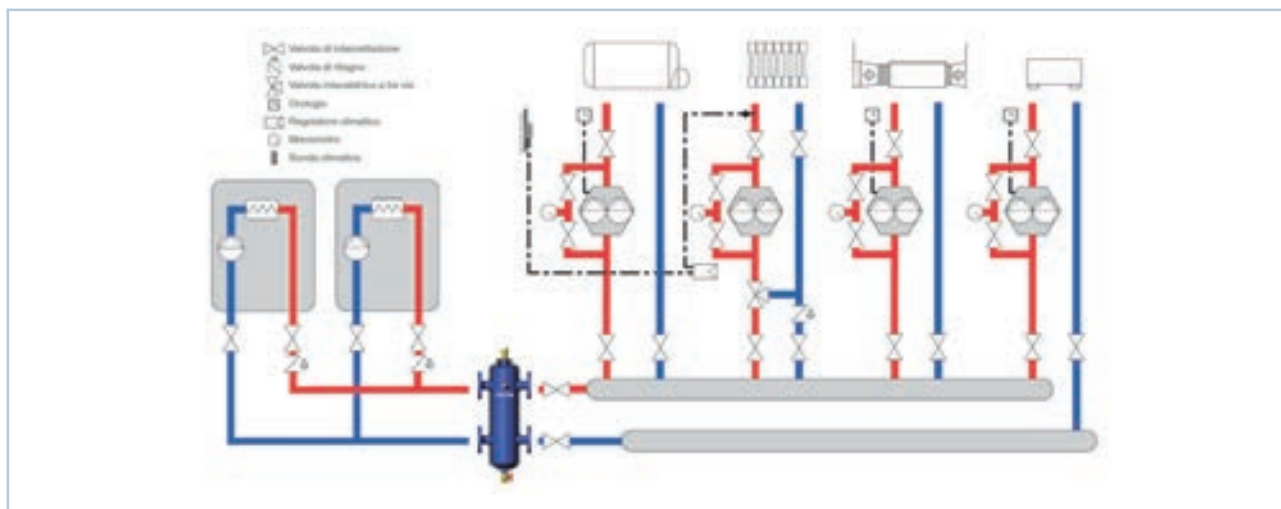 Valvola di intercettazione
Valvola di ritegno
Valvola miscelatrice a tre vie
Orologio
Regolatore climatico
Manometro
Sonda climatica